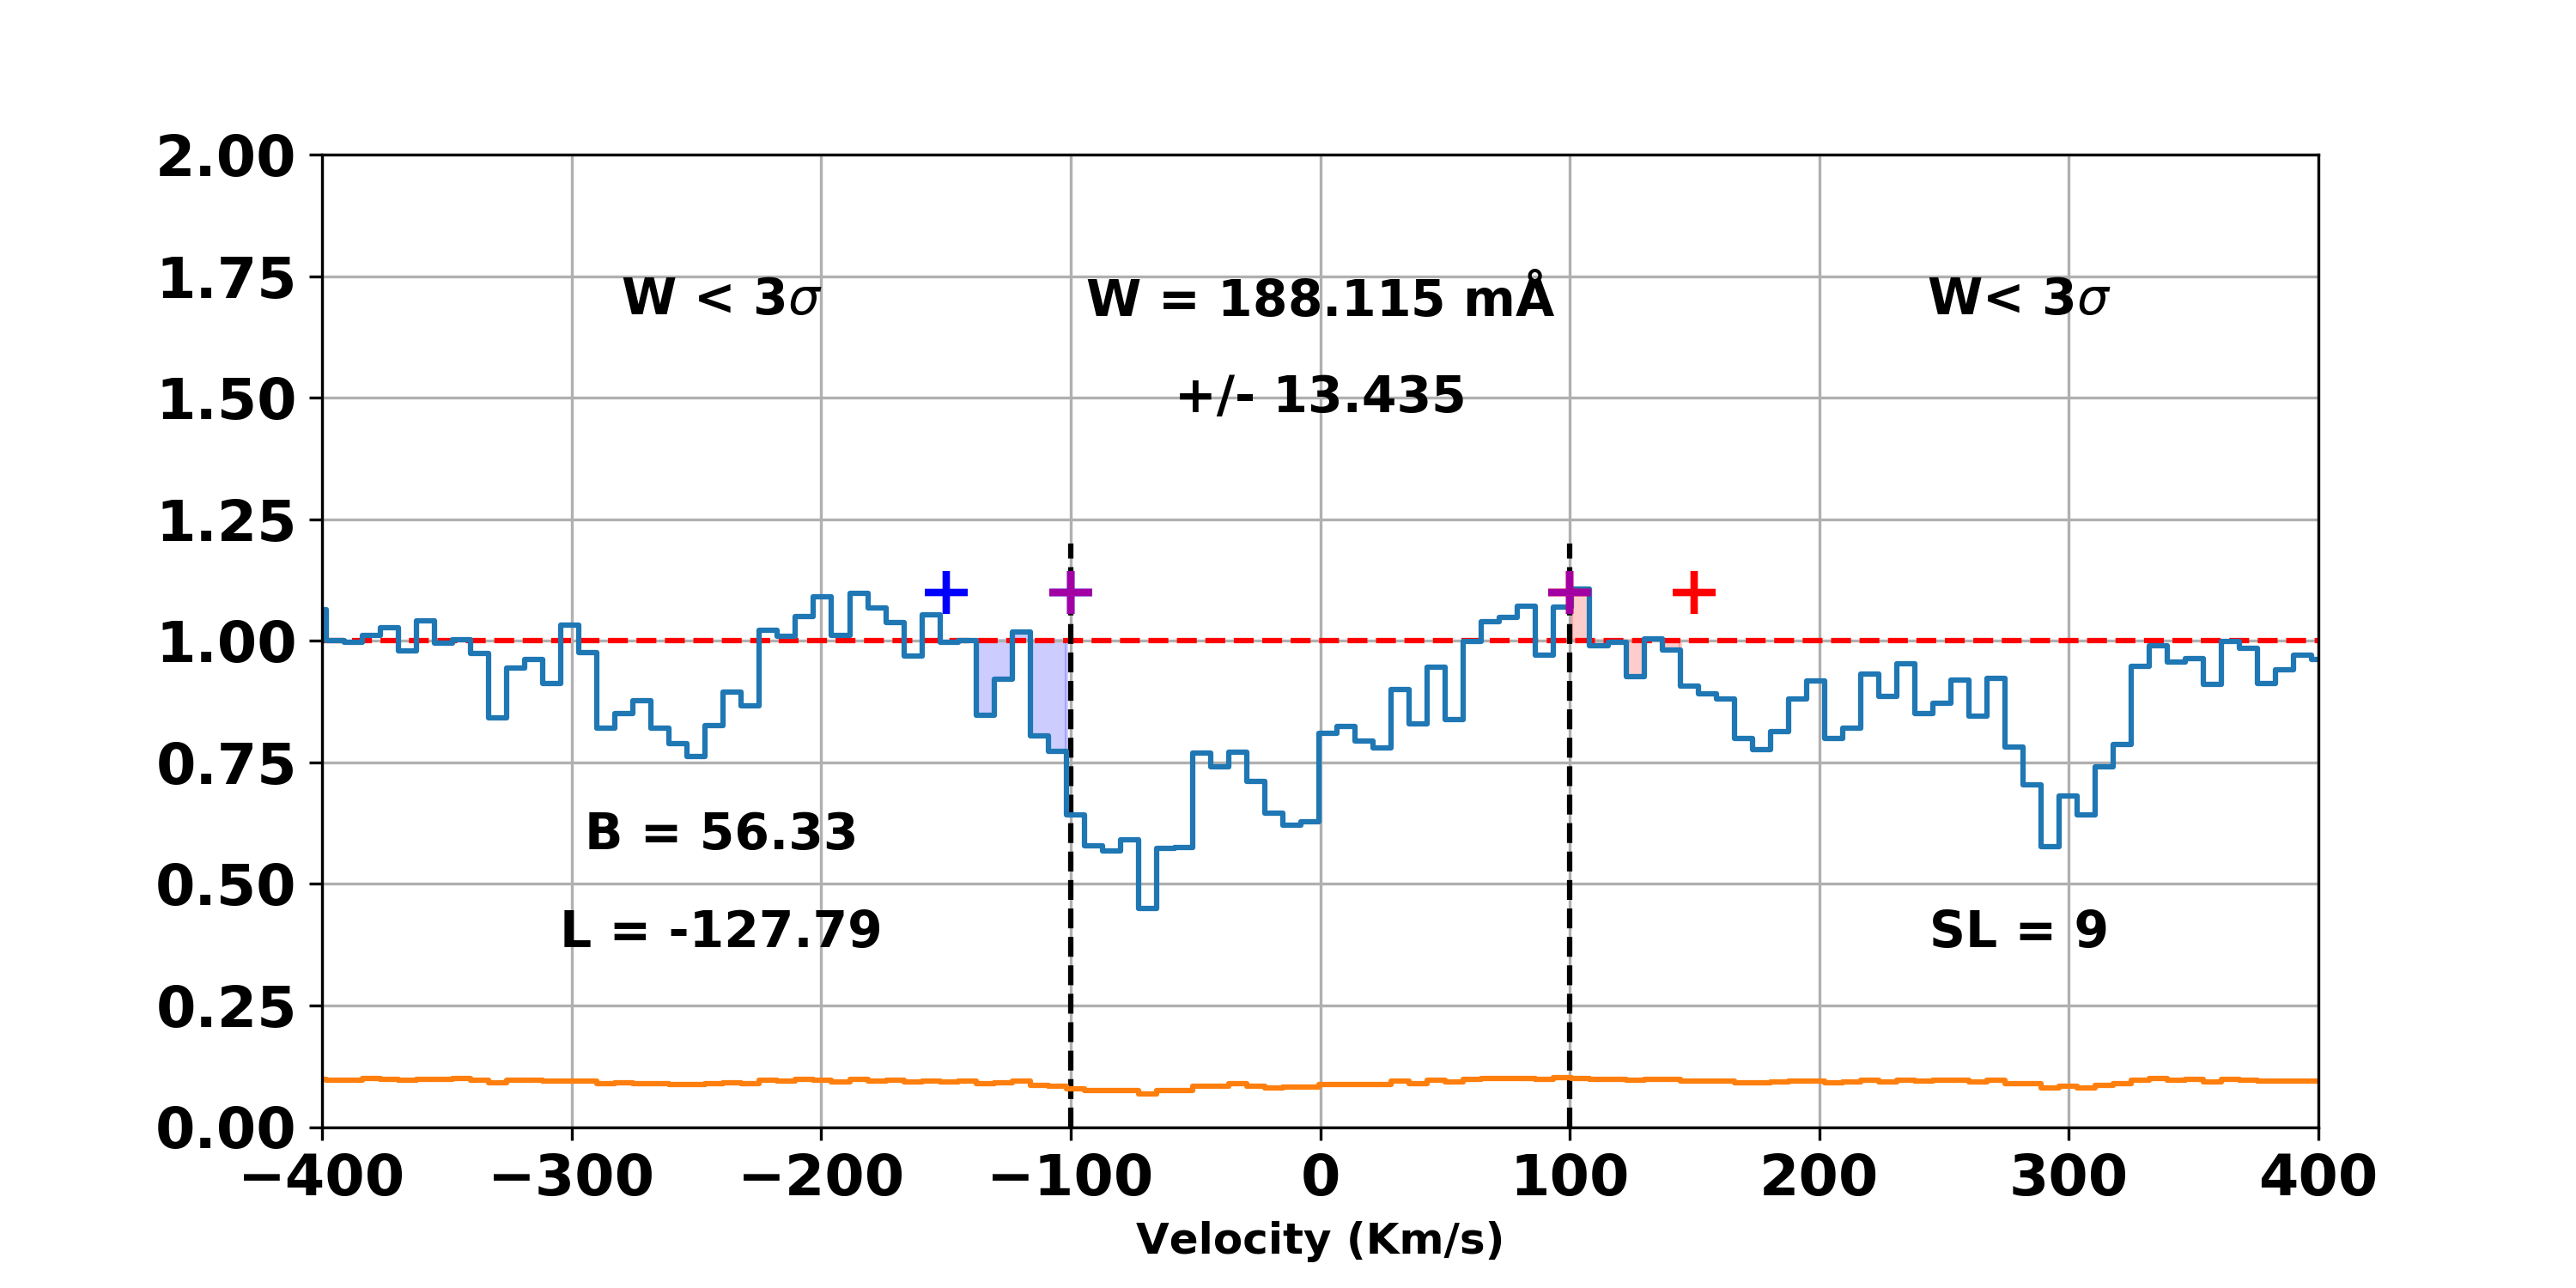 2.00
1.75
1.50
1.25
1.00
0.75
0.50
0.25
0.00
W < 3σ
W = 188.115 mÅ
+/- 13.435
W< 3σ
B = 56.33
L = -127.79
SL = 9
−400 −300 −200 −100 0 100 200 300 400
Velocity (Km/s)